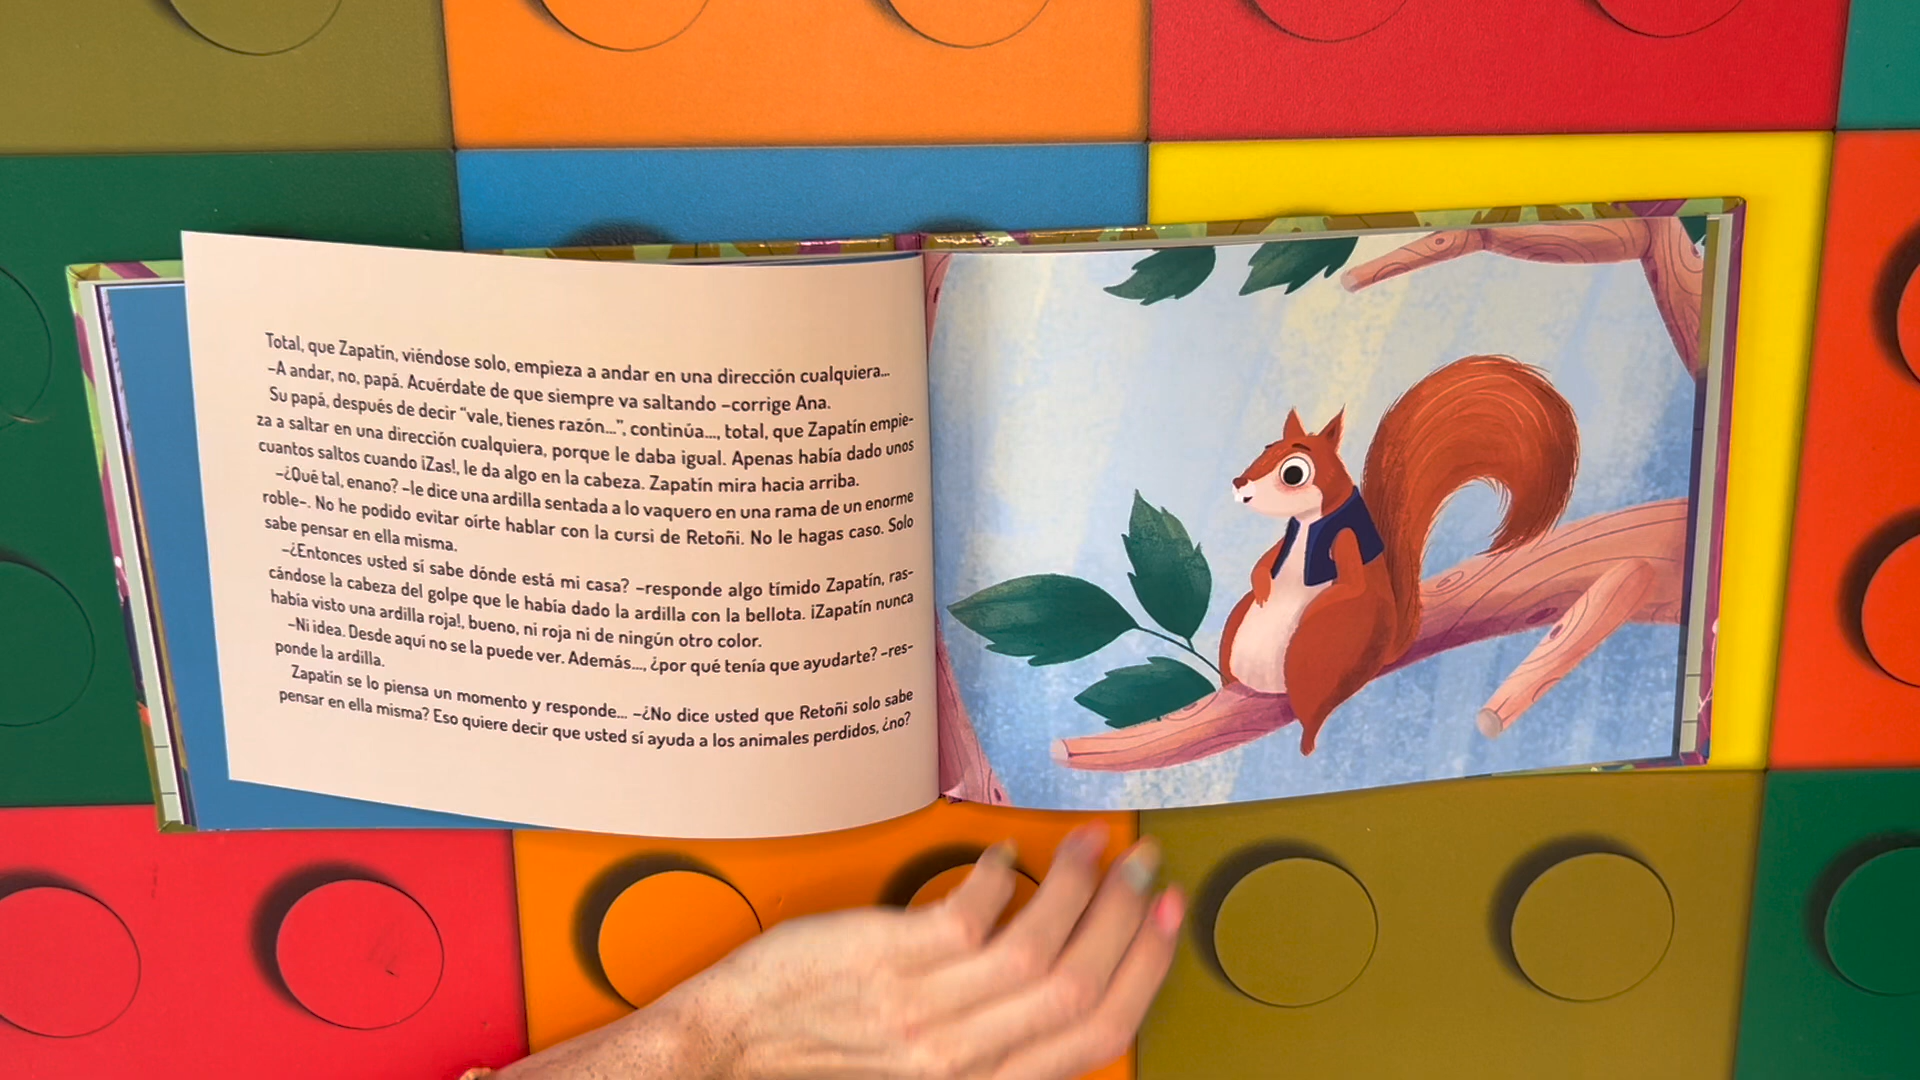 Total, que Zapatín, viéndose solo, empieza a andar en una dirección cualquiera...
–A andar, no, papá. Acuérdate de que siempre va saltando –corrige Ana.
Su papá, después de decir “vale, tienes razón...”, continúa..., total, que Zapatín empie-
za a saltar en una dirección cualquiera, porque le daba igual. Apenas había dado unos
cuantos saltos cuando ¡Zas!, le da algo en la cabeza. Zapatín mira hacia arriba.
–¿Qué tal, enano? –le dice una ardilla sentada a lo vaquero en una rama de un enorme
roble–. No he podido evitar oírte hablar con la cursi de Retoñi. No le hagas caso. Solo
sabe pensar en ella misma.
–¿Entonces usted sí sabe dónde está mi casa? –responde algo tímido Zapatín, ras-
cándose la cabeza del golpe que le había dado la ardilla con la bellota. ¡Zapatín nunca
había visto una ardilla roja!, bueno, ni roja ni de ningún otro color.
–Ni idea. Desde aquí no se la puede ver. Además..., ¿por qué tenía que ayudarte? –res-
ponde la ardilla.
Zapatín se lo piensa un momento y responde... –¿No dice usted que Retoñi solo sabe
pensar en ella misma? Eso quiere decir que usted sí ayuda a los animales perdidos, ¿no?